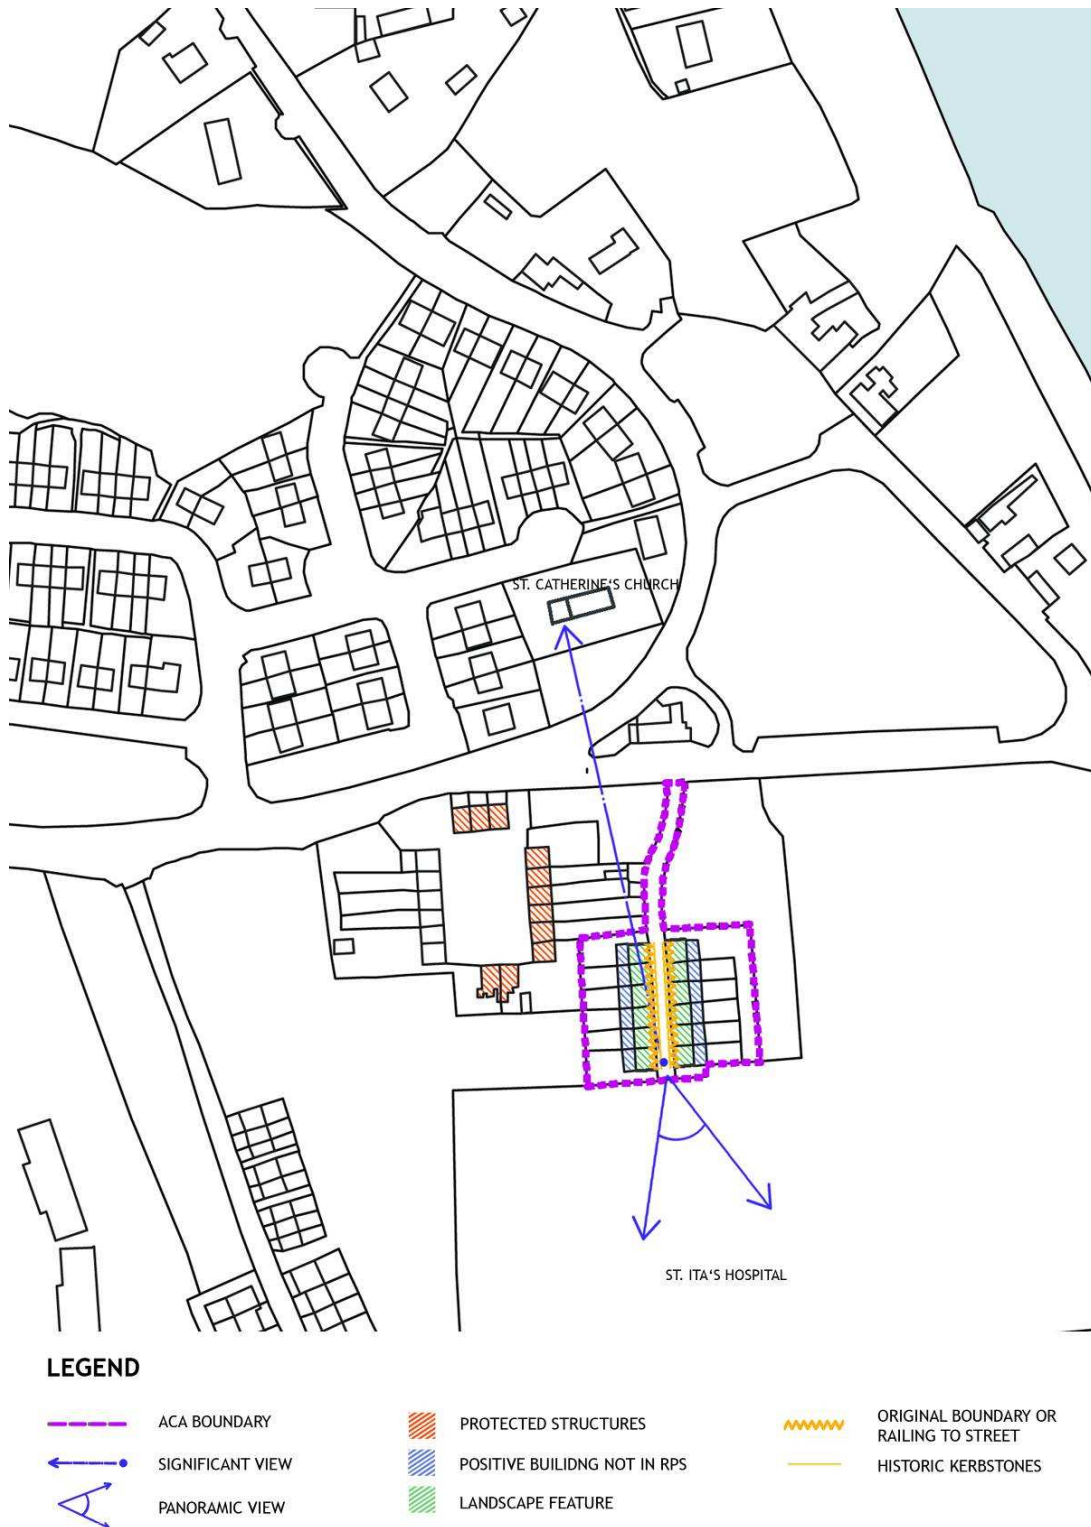 ST. CATHERINE'S CHURCH
ST. ITA'S HOSPITAL
LEGEND
ACA BOUNDARY
SIGNIFICANT VIEW
PANORAMIC VIEW
PROTECTED STRUCTURES
POSITIVE BUILIDNG NOT IN RPS
LANDSCAPE FEATURE
ORIGINAL BOUNDARY OR
RAILING TO STREET
HISTORIC KERBSTONES